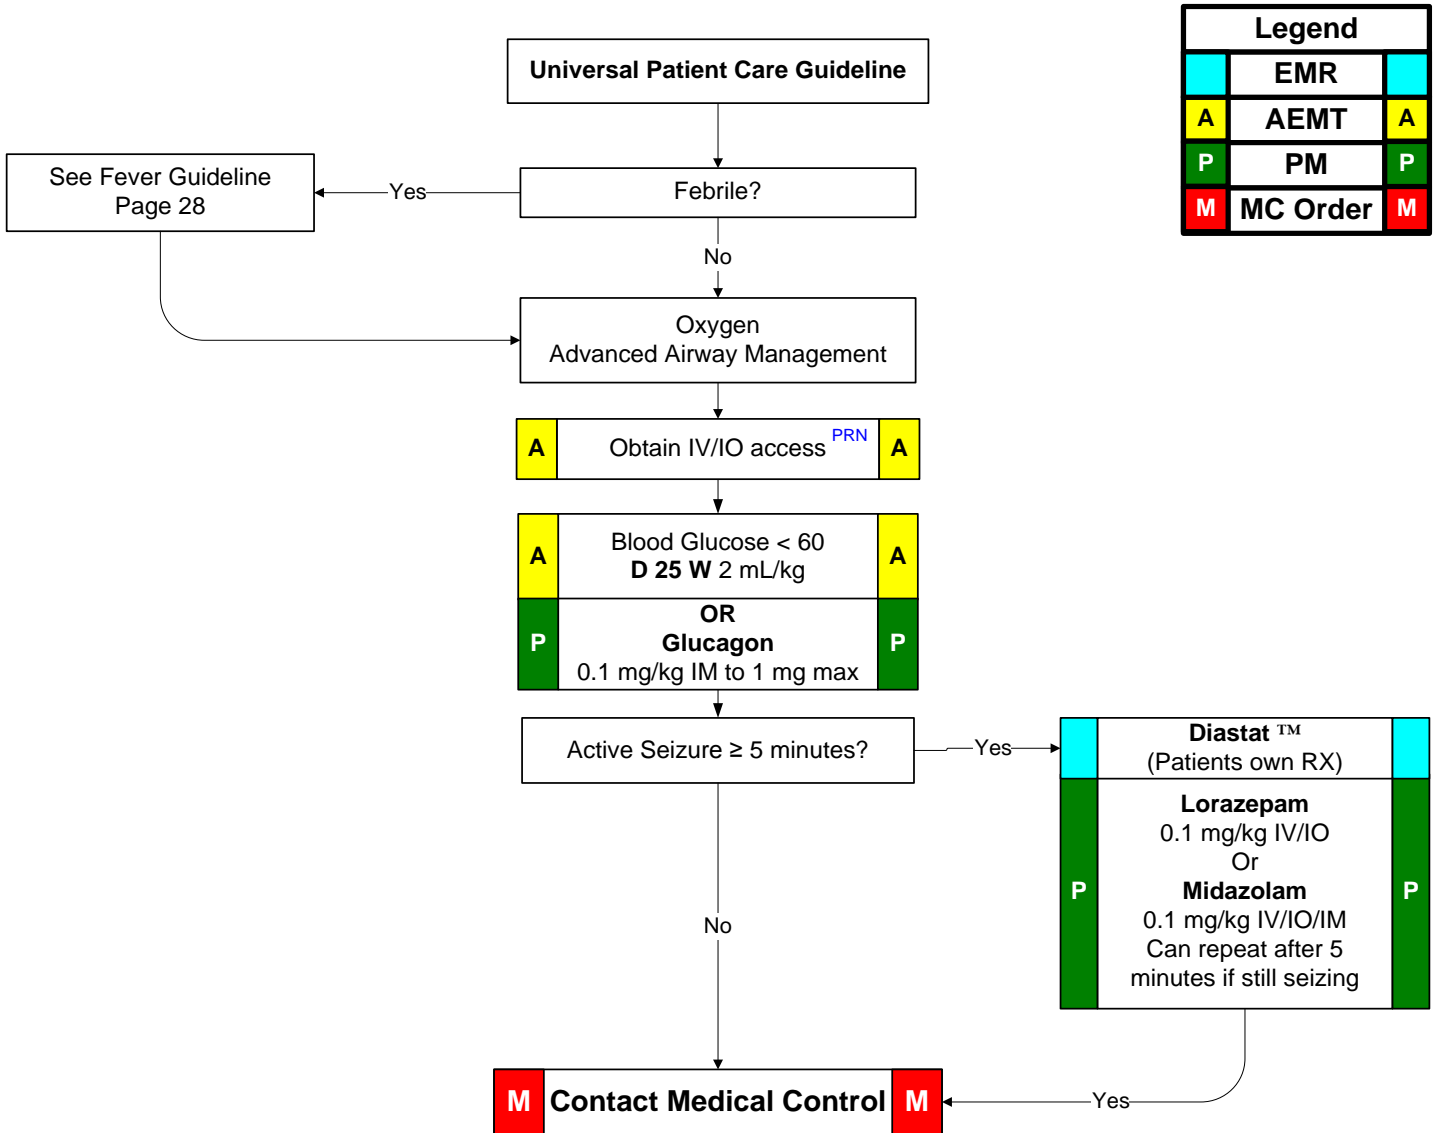 Universal Patient Care Guideline
Legend
EMR
A AEMT A
P PM P
M MC Order M
See Fever Guideline
Page 28
Yes
Febrile?
No
Oxygen
Advanced Airway Management
A Obtain IV/IO access PRN A
A A
Blood Glucose < 60
D 25 W 2 mL/kg
P P
OR
Glucagon
0.1 mg/kg IM to 1 mg max
Active Seizure ≥ 5 minutes?
Yes
Diastat ™
(Patients own RX)
P P
Lorazepam
0.1 mg/kg IV/IO
Or
Midazolam
0.1 mg/kg IV/IO/IM
Can repeat after 5
minutes if still seizing
No
M Contact Medical Control M
Yes